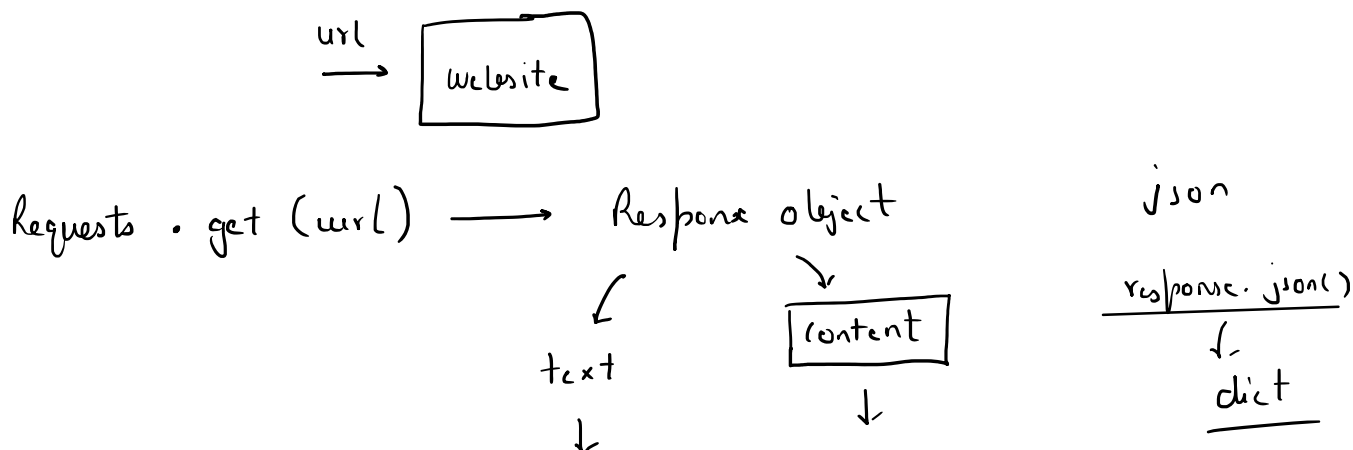 url
website
Requests . get (url) Response object json
response. json()
content
text
dict